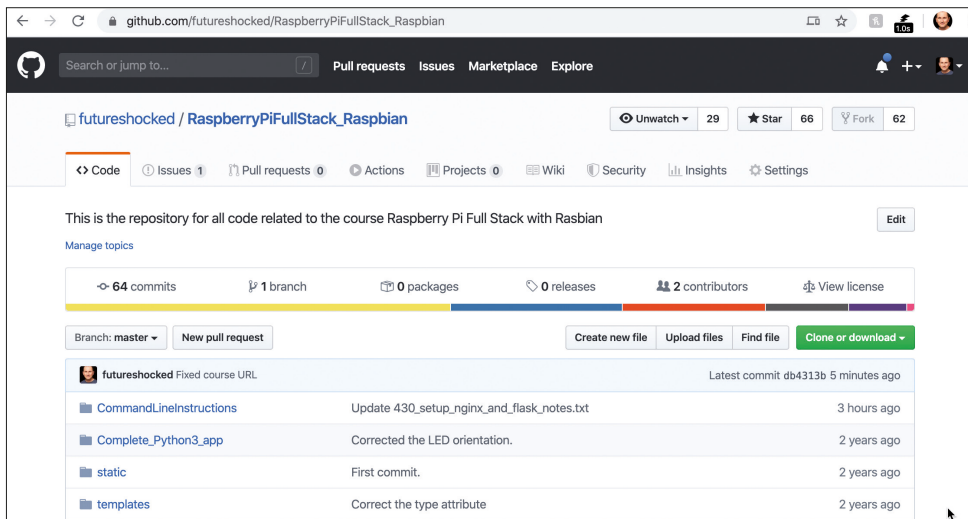 github.com/futureshocked/RaspberryPiFullStack_Raspbian
1.0s
Search or jump to... / Pull requests Issues Marketplace Explore
futureshocked / RaspberryPiFullStack_Raspbian Unwatch 29 Star 66 Fork 62
Code Issues 1 Pull requests 0 Actions Projects 0 Wiki Security Insights Settings
This is the repository for all code related to the course Raspberry Pi Full Stack with Rasbian Edit
Manage topics
64 commits 1 branch 0 packages 0 releases 2 contributors View license
Branch: master New pull request Create new file Upload files Find file Clone or download
futureshocked Fixed course URL Latest commit db4313b 5 minutes ago
CommandLineInstructions Update 430_setup_nginx_and_flask_notes.txt 3 hours ago
Complete_Python3_app Corrected the LED orientation. 2 years ago
static First commit. 2 years ago
templates Correct the type attribute 2 years ago